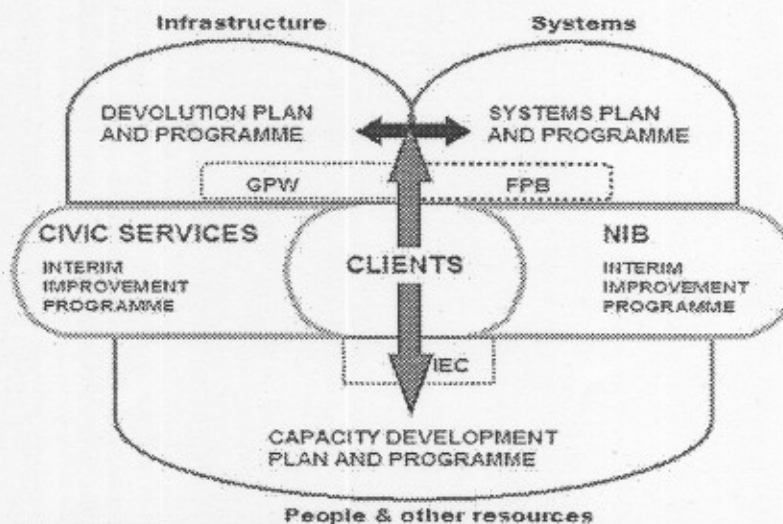 Infrastructure
Systems
DEVOLUTION PLAN
AND PROGRAMME
SYSTEMS PLAN
AND PROGRAMME
GPW
FPB
CIVIC SERVICES
INTERIM
IMPROVEMENT
PROGRAMME
CLIENTS
NIB
INTERIM
IMPROVEMENT
PROGRAMME
IEC
CAPACITY DEVELOPMENT
PLAN AND PROGRAMME
People & other resources